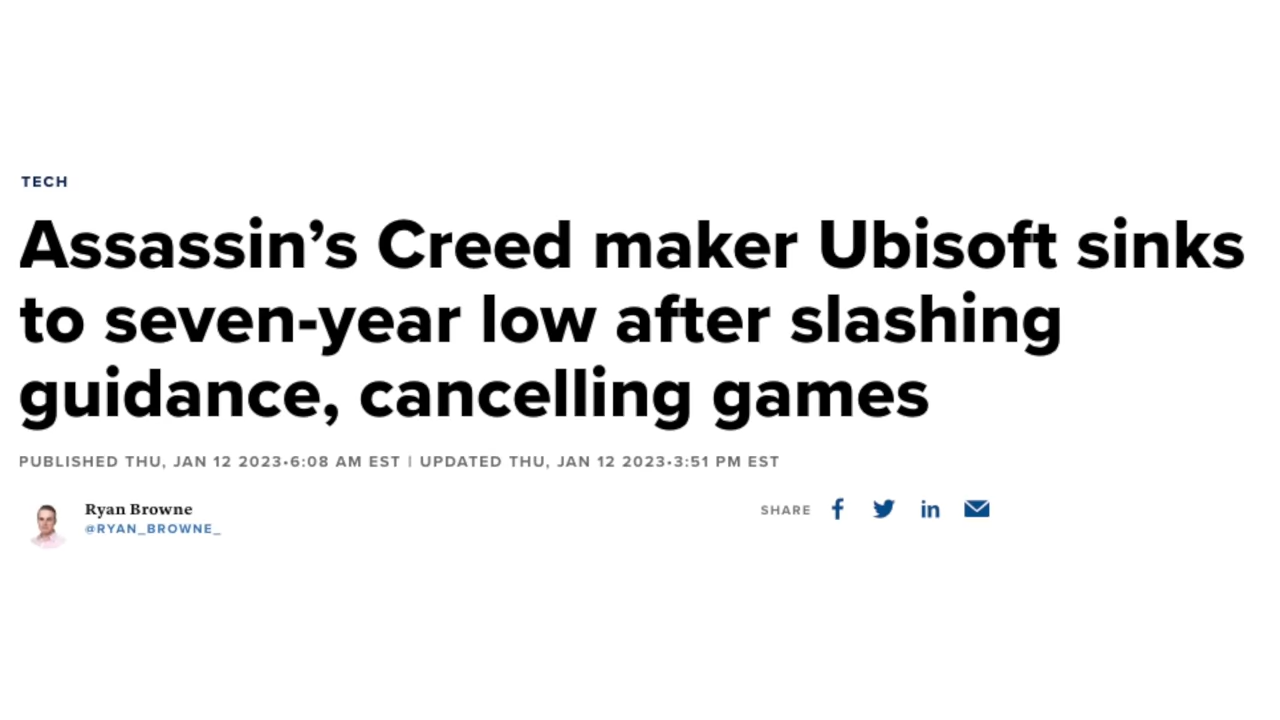 TECH
Assassin’s Creed maker Ubisoft sinks
to seven-year low after slashing
guidance, cancelling games
PUBLISHED THU, JAN 12 2023•6:08 AM EST | UPDATED THU, JAN 12 2023•3:51 PM EST
Ryan Browne
@RYAN_BROWNE_
SHARE